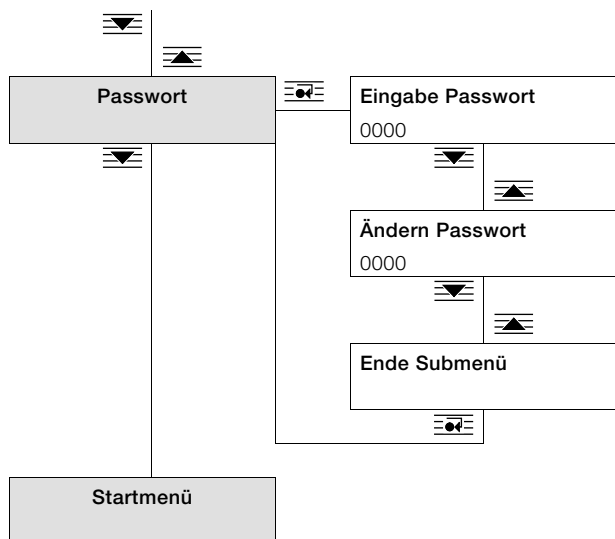 Passwort
Eingabe Passwort
0000
Ändern Passwort
0000
Ende Submenü
Startmenü